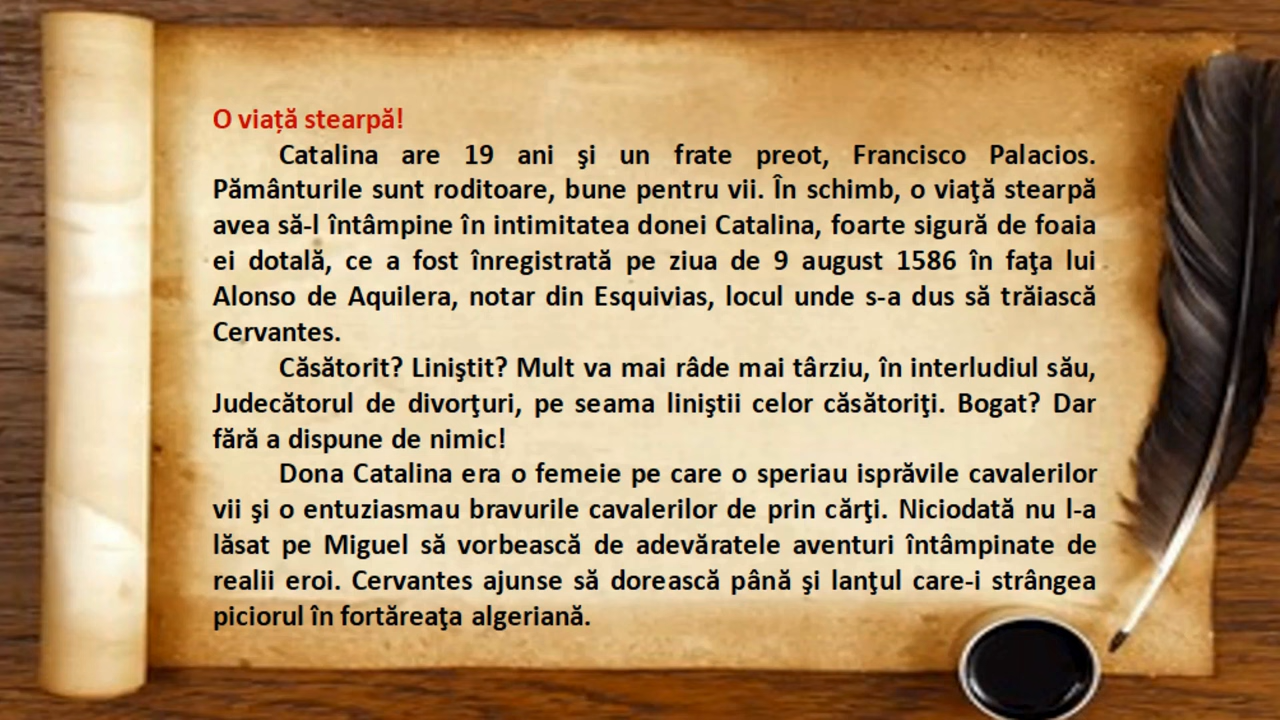 O viață stearpă!
Catalina are 19 ani şi un frate preot, Francisco Palacios.
Pământurile sunt roditoare, bune pentru vii. În schimb, o viaţă stearpă
avea să-l întâmpine în intimitatea donei Catalina, foarte sigură de foaia
ei dotală, ce a fost înregistrată pe ziua de 9 august 1586 în faţa lui
Alonso de Aquilera, notar din Esquivias, locul unde s-a dus să trăiască
Cervantes.
Căsătorit? Liniştit? Mult va mai râde mai târziu, în interludiul său,
Judecătorul de divorţuri, pe seama liniştii celor căsătoriţi. Bogat? Dar
fără a dispune de nimic!
Dona Catalina era o femeie pe care o speriau isprăvile cavalerilor
vii şi o entuziasmau bravurile cavalerilor de prin cărţi. Niciodată nu l-a
lăsat pe Miguel să vorbească de adevăratele aventuri întâmpinate de
realii eroi. Cervantes ajunse să dorească până şi lanţul care-i strângea
piciorul în fortăreaţa algeriană.